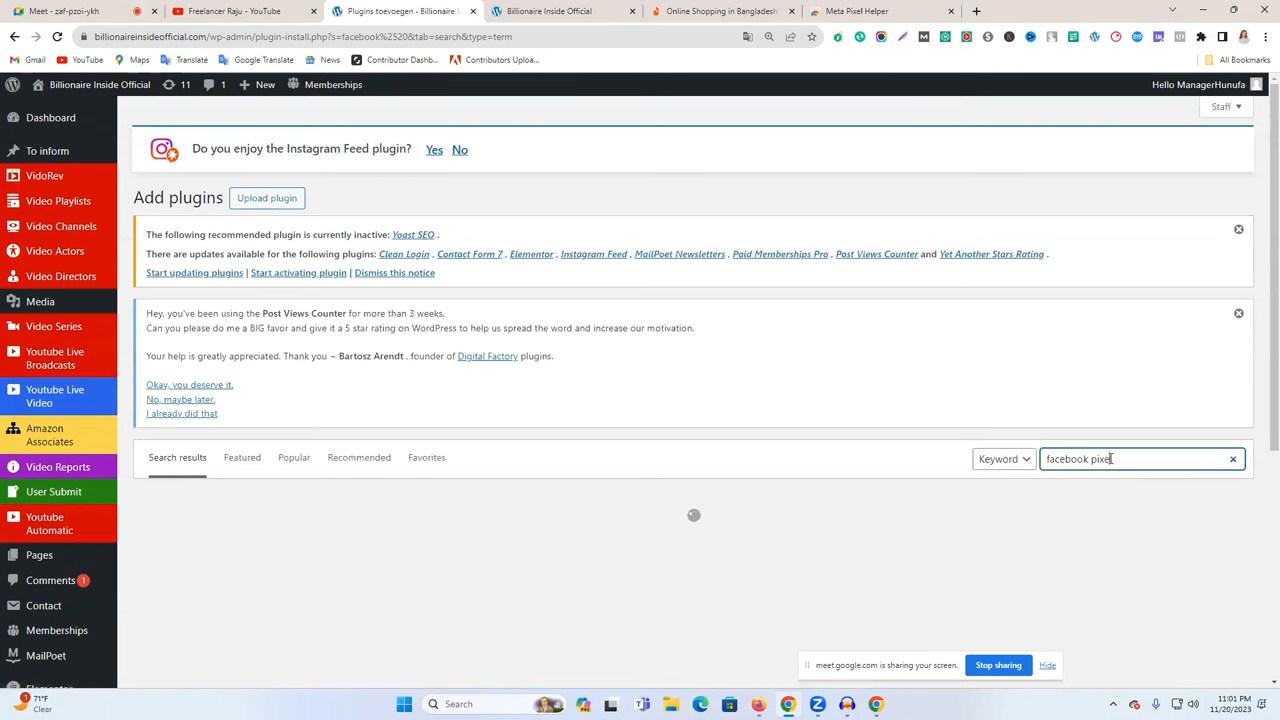 Meet - zafzpoizykh
Freelancer Raju - YouTube
Plugins toevoegen ‹ Billionaire I
Billionaire Inside Official
Online Shopping in Bangladesh
Meta Pixel Helper
billionaireinsideofficial.com/wp-admin/plugin-install.php?s=facebook%2520&tab=search&type=term
Gmail YouTube Maps Translate Google Translate News Contributor Dashb... Contributors Uploa... All Bookmarks
Billionaire Inside Official 11 1 + New Memberships Hello ManagerHunufa
Staff
Dashboard
To inform
VidoRev
Video Playlists
Video Channels
Video Actors
Video Directors
Media
Video Series
Youtube Live
Broadcasts
Youtube Live
Video
Amazon
Associates
Video Reports
User Submit
Youtube
Automatic
Pages
Comments 1
Contact
Memberships
MailPoet
Elementor
Do you enjoy the Instagram Feed plugin? Yes No
Add plugins Upload plugin
The following recommended plugin is currently inactive: Yoast SEO .
There are updates available for the following plugins: Clean Login , Contact Form 7 , Elementor , Instagram Feed , MailPoet Newsletters , Paid Memberships Pro , Post Views Counter and Yet Another Stars Rating .
Start updating plugins | Start activating plugin | Dismiss this notice
Hey, you've been using the Post Views Counter for more than 3 weeks.
Can you please do me a BIG favor and give it a 5 star rating on WordPress to help us spread the word and increase our motivation.
Your help is greatly appreciated. Thank you ~ Bartosz Arendt , founder of Digital Factory plugins.
Okay, you deserve it.
No, maybe later.
I already did that
Search results Featured Popular Recommended Favorites Keyword facebook pixel
meet.google.com is sharing your screen. Stop sharing Hide
1
71°F
Clear
Search
11:01 PM
11/20/2023